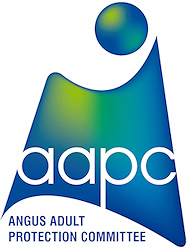 aapc
ANGUS ADULT
PROTECTION COMMITTEE